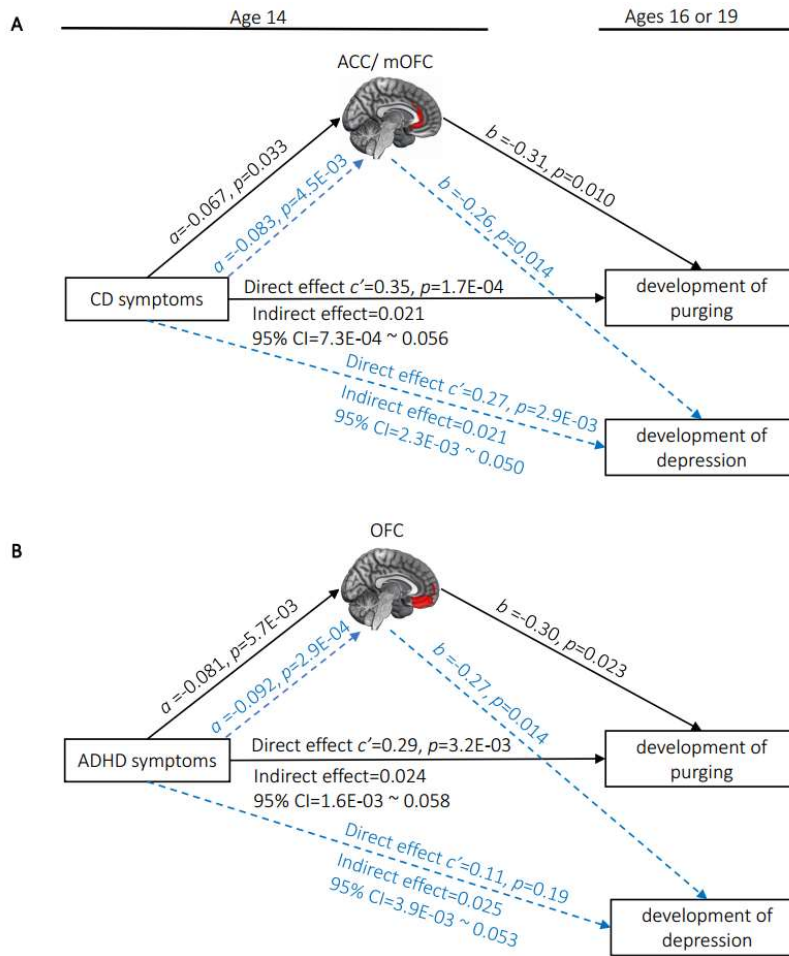 A
Age 14
Ages 16 or 19
ACC/ mOFC
a=-0.067, p=0.033
a =-0.083, p=4.5E-03
b =-0.31, p=0.010
b =-0.26, p=0.014
CD symptoms
Direct effect c’=0.35, p=1.7E-04
Indirect effect=0.021
95% CI=7.3E-04 ~ 0.056
development of
purging
Direct effect c’=0.27, p=2.9E-03
Indirect effect=0.021
95% CI=2.3E-03 ~ 0.050
development of
depression
B
OFC
a =-0.081, p=5.7E-03
a =-0.092, p=2.9E-04
b =-0.30, p=0.023
b =-0.27, p=0.014
ADHD symptoms
Direct effect c’=0.29, p=3.2E-03
Indirect effect=0.024
95% CI=1.6E-03 ~ 0.058
development of
purging
Direct effect c’=0.11, p=0.19
Indirect effect=0.025
95% CI=3.9E-03 ~ 0.053
development of
depression